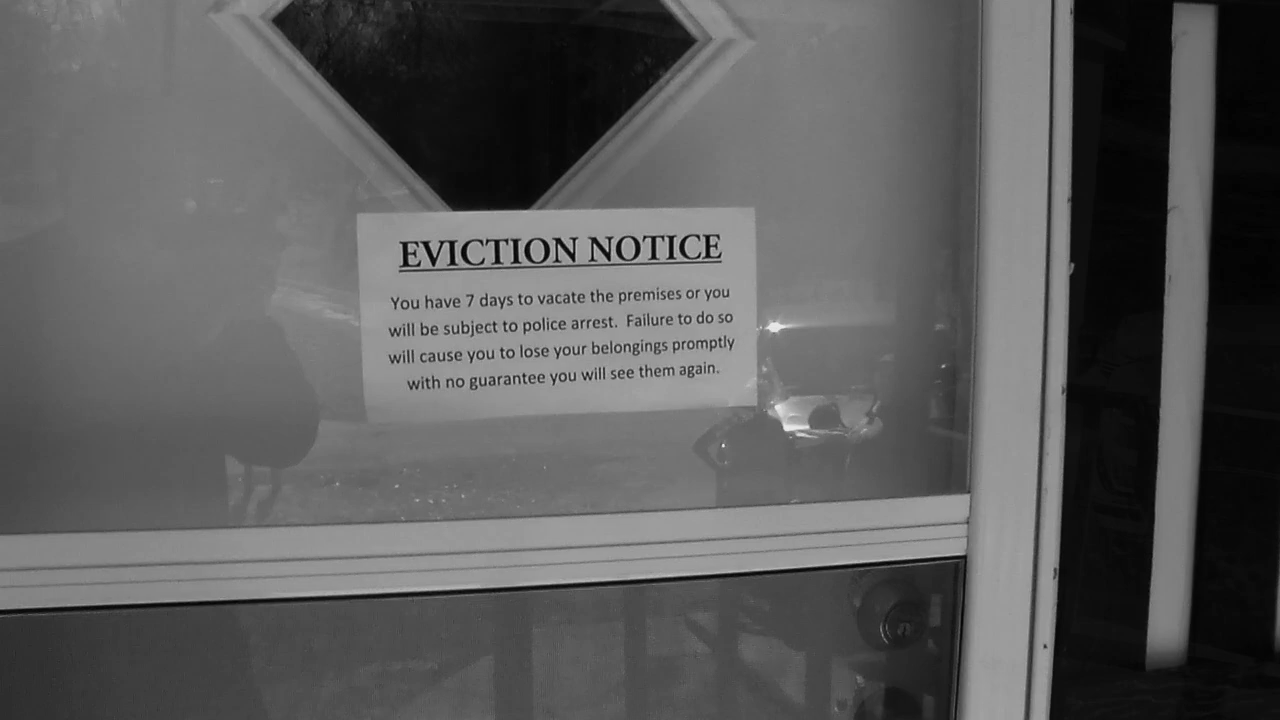 EVICTION NOTICE
You have 7 days to vacate the premises or you
will be subject to police arrest.  Failure to do so
will cause you to lose your belongings promptly
with no guarantee you will see them again.